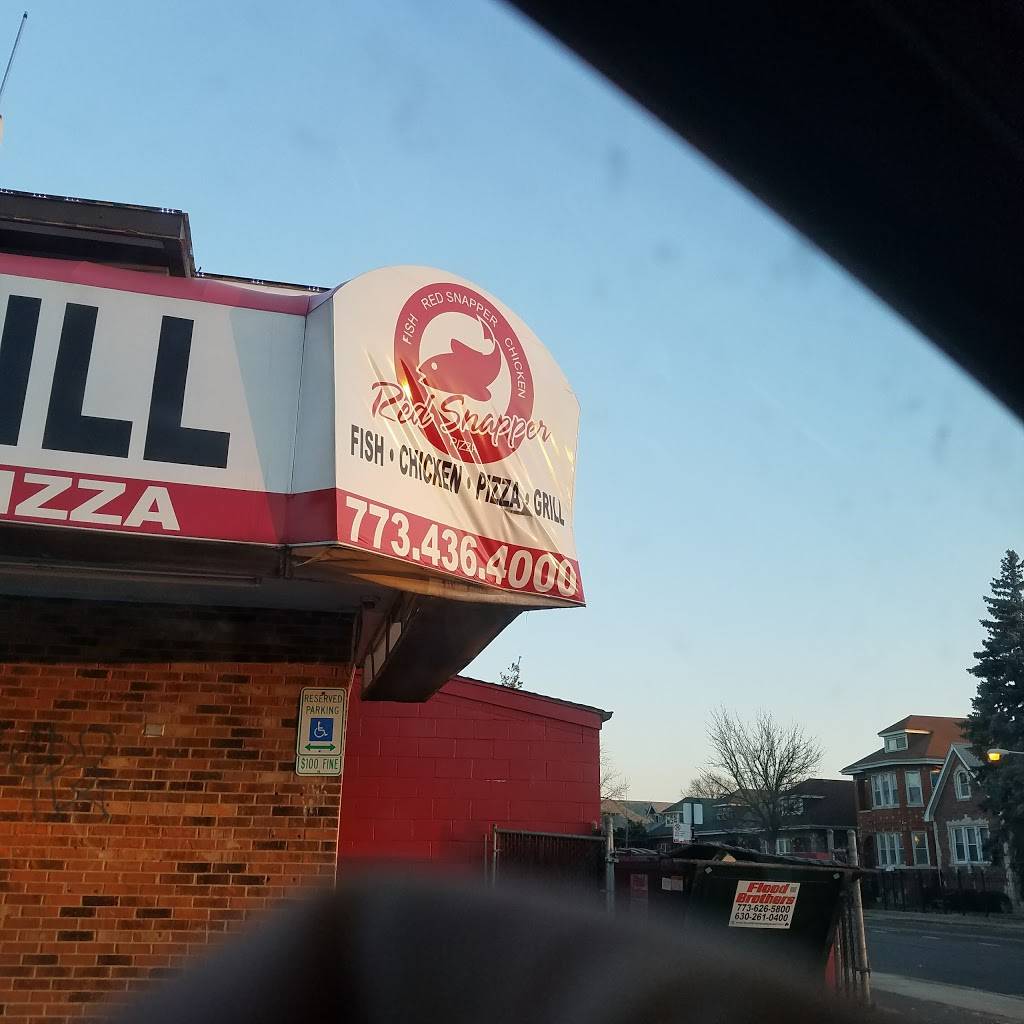 ILL
IZZA
FISH RED SNAPPER CHICKEN
Red Snapper
PIZZA
FISH • CHICKEN • PIZZA • GRILL
773.436.4000
RESERVED
PARKING
$100 FINE
Flood
Brothers
773-626-5800
630-261-0400